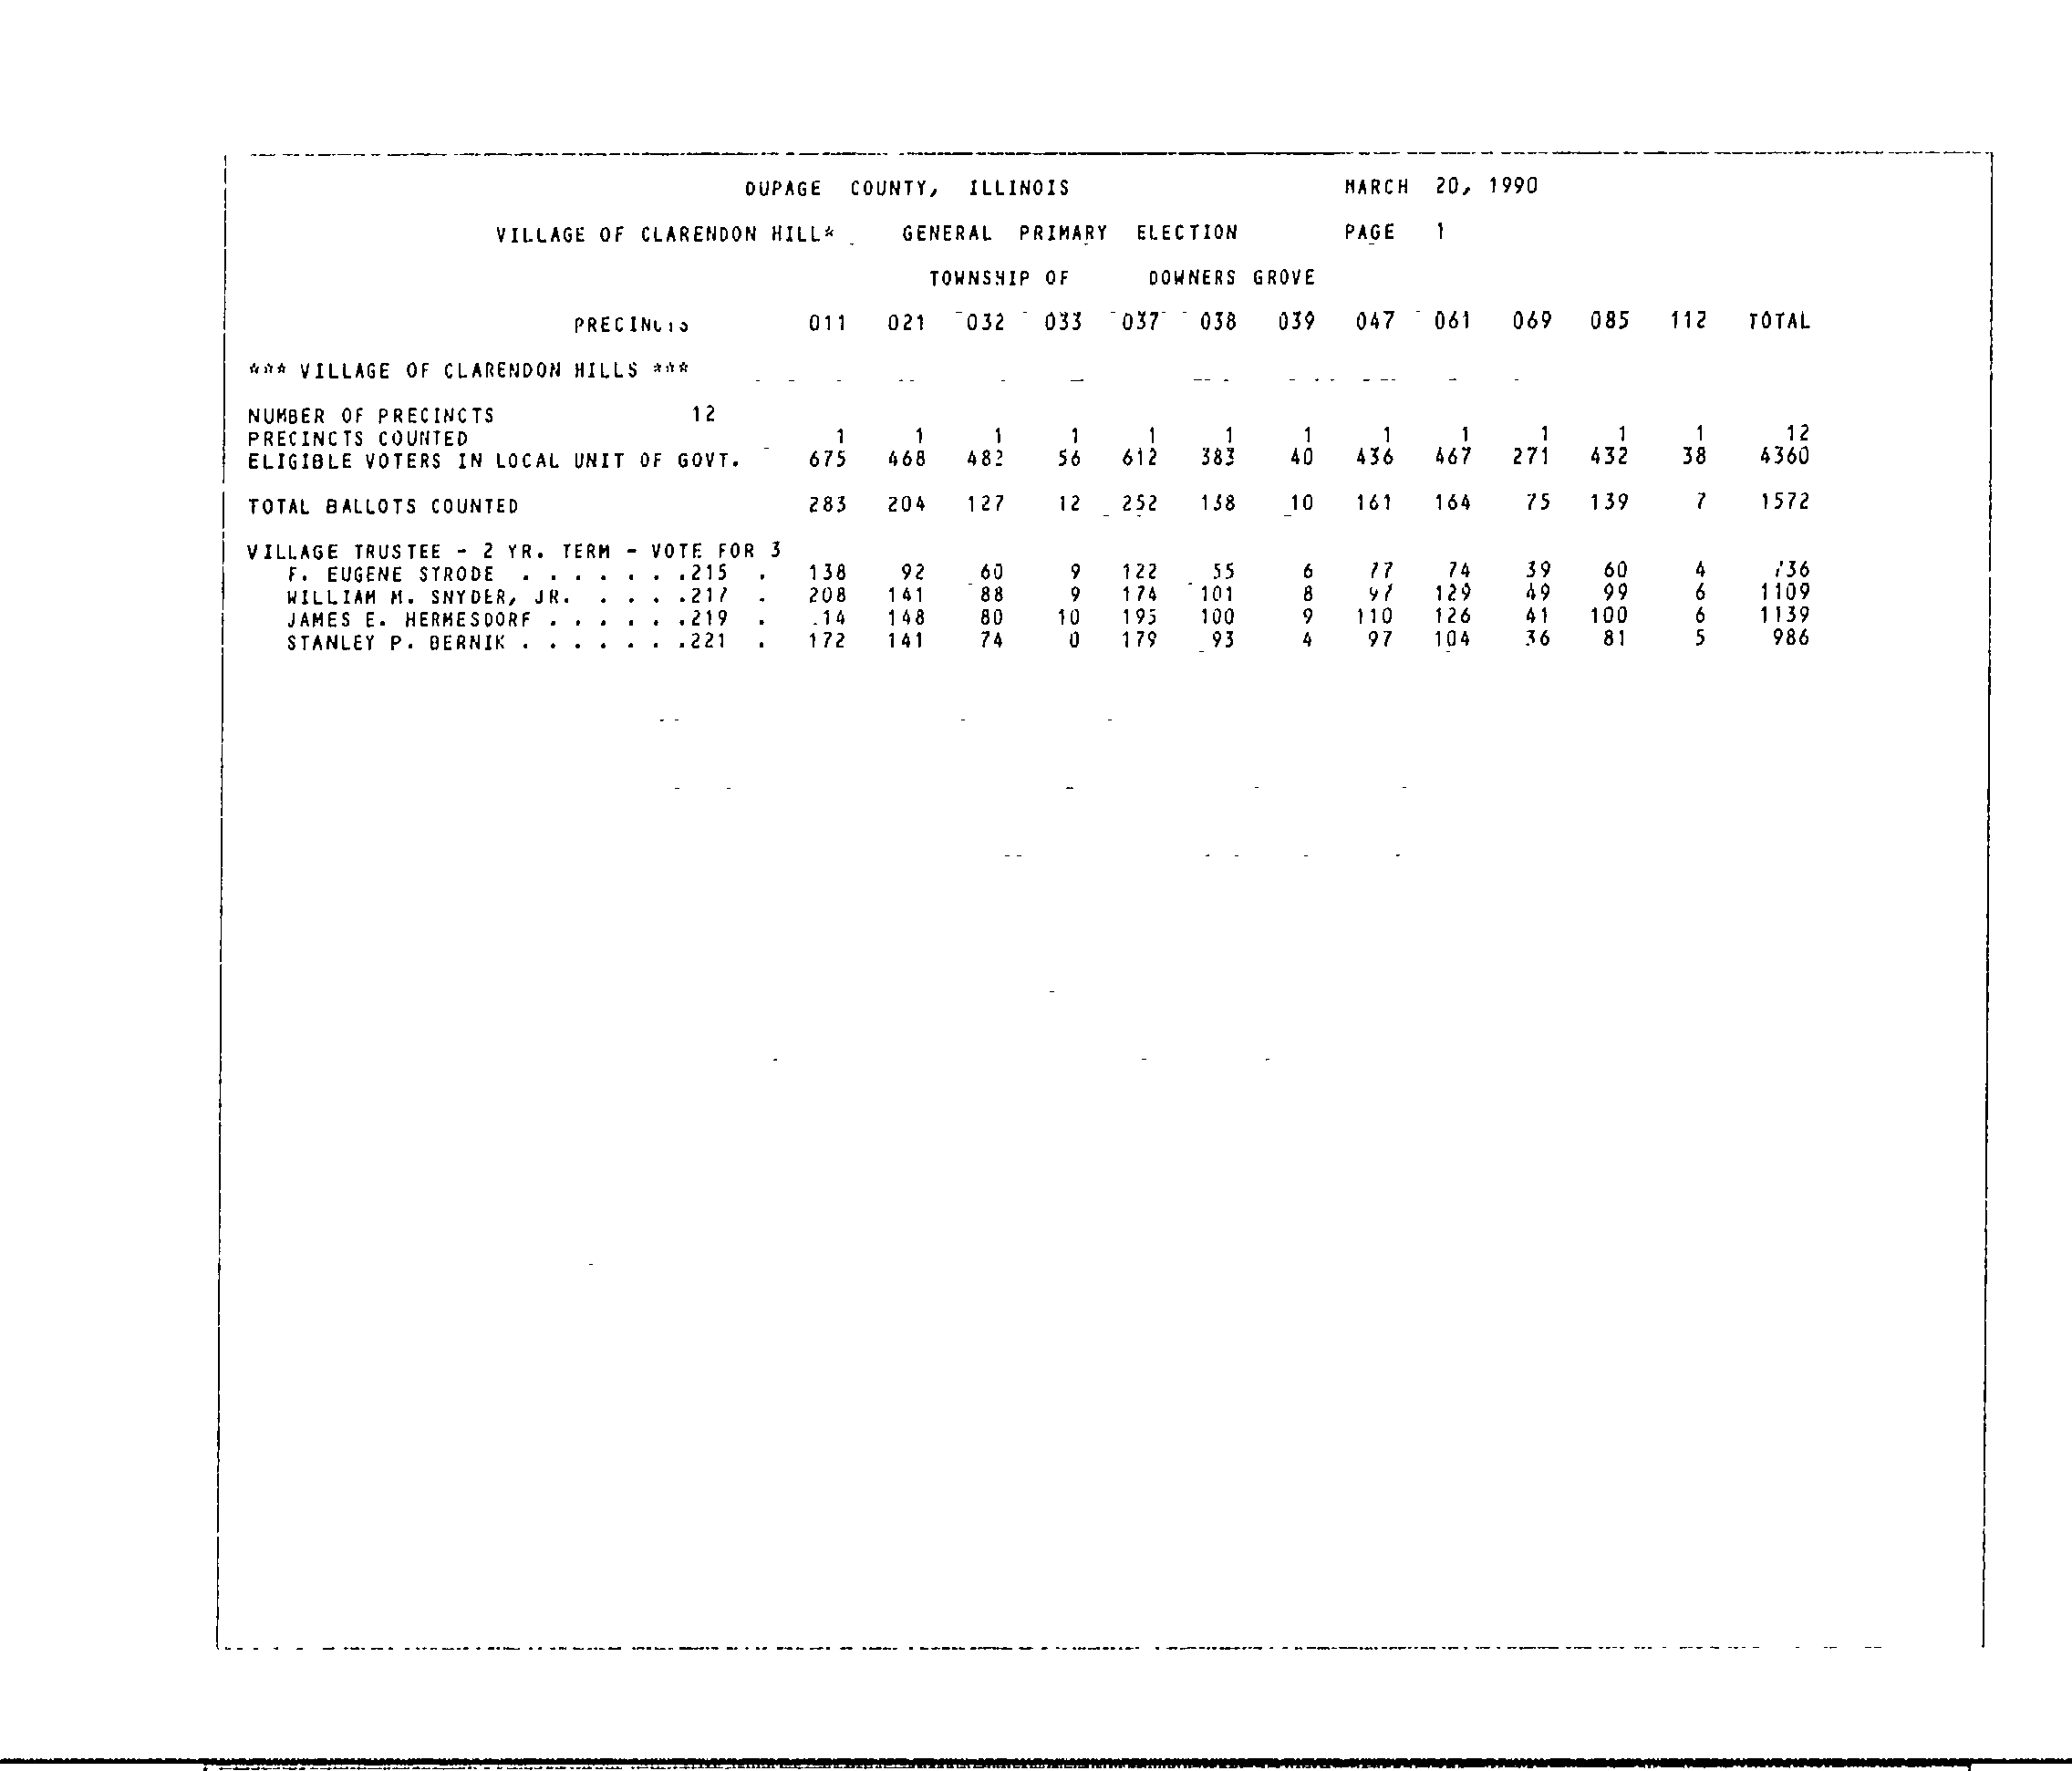 DUPAGE COUNTY, ILLINOIS MARCH 20, 1990
VILLAGE OF CLARENDON HILL* GENERAL PRIMARY ELECTION PAGE 1
TOWNSHIP OF DOWNERS GROVE
PRECINCTS 011 021 032 033 037 038 039 047 061 069 085 112 TOTAL
*** VILLAGE OF CLARENDON HILLS ***
NUMBER OF PRECINCTS 12
PRECINCTS COUNTED 1 1 1 1 1 1 1 1 1 1 1 1 12
ELIGIBLE VOTERS IN LOCAL UNIT OF GOVT. 675 468 482 56 612 383 40 436 467 271 432 38 4360
TOTAL BALLOTS COUNTED 283 204 127 12 252 138 10 161 164 75 139 7 1572
VILLAGE TRUSTEE - 2 YR. TERM - VOTE FOR 3
F. EUGENE STRODE . . . . . . .215 . 138 92 60 9 122 55 6 77 74 39 60 4 736
WILLIAM M. SNYDER, JR. . . . .217 . 208 141 88 9 174 101 8 97 129 49 99 6 1109
JAMES E. HERMESDORF . . . . . .219 . 214 148 80 10 195 100 9 110 126 41 100 6 1139
STANLEY P. BERNIK . . . . . . .221 . 172 141 74 0 179 93 4 97 104 36 81 5 986